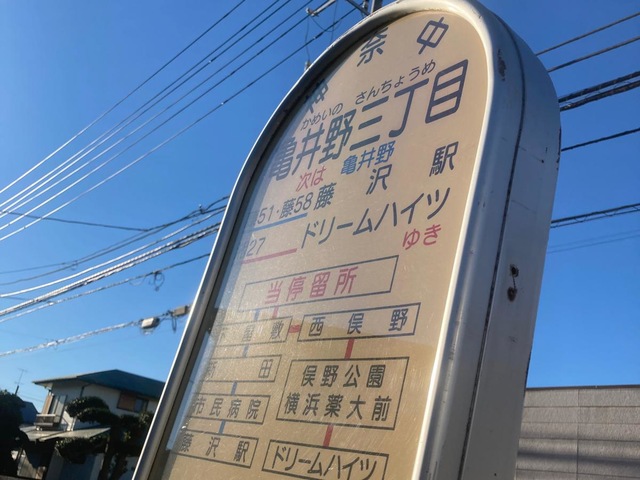 奈中
かめいの さんちょうめ
亀井野三丁目
次は 亀井野
51・藤58 藤沢駅
27 ドリームハイツ
ゆき
当停留所
屋敷
西俣野
新田
俣野公園
横浜薬大前
市民病院
藤沢駅
ドリームハイツ